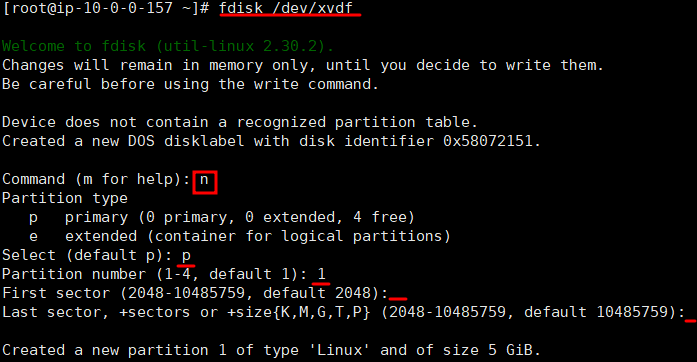 [root@ip-10-0-0-157 ~]# fdisk /dev/xvdf
Welcome to fdisk (util-linux 2.30.2).
Changes will remain in memory only, until you decide to write them.
Be careful before using the write command.
Device does not contain a recognized partition table.
Created a new DOS disklabel with disk identifier 0x58072151.
Command (m for help): n
Partition type
   p   primary (0 primary, 0 extended, 4 free)
   e   extended (container for logical partitions)
Select (default p): p
Partition number (1-4, default 1): 1
First sector (2048-10485759, default 2048):
Last sector, +sectors or +size{K,M,G,T,P} (2048-10485759, default 10485759):
Created a new partition 1 of type 'Linux' and of size 5 GiB.